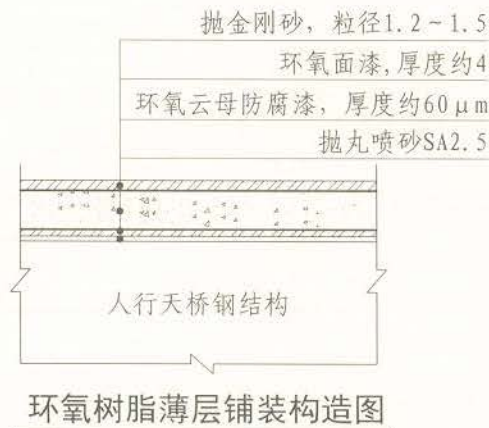 抛金刚砂，粒径1.2~1.5
环氧面漆，厚度约4
环氧云母防腐漆，厚度约60μm
抛丸喷砂SA2.5
人行天桥钢结构
环氧树脂薄层铺装构造图